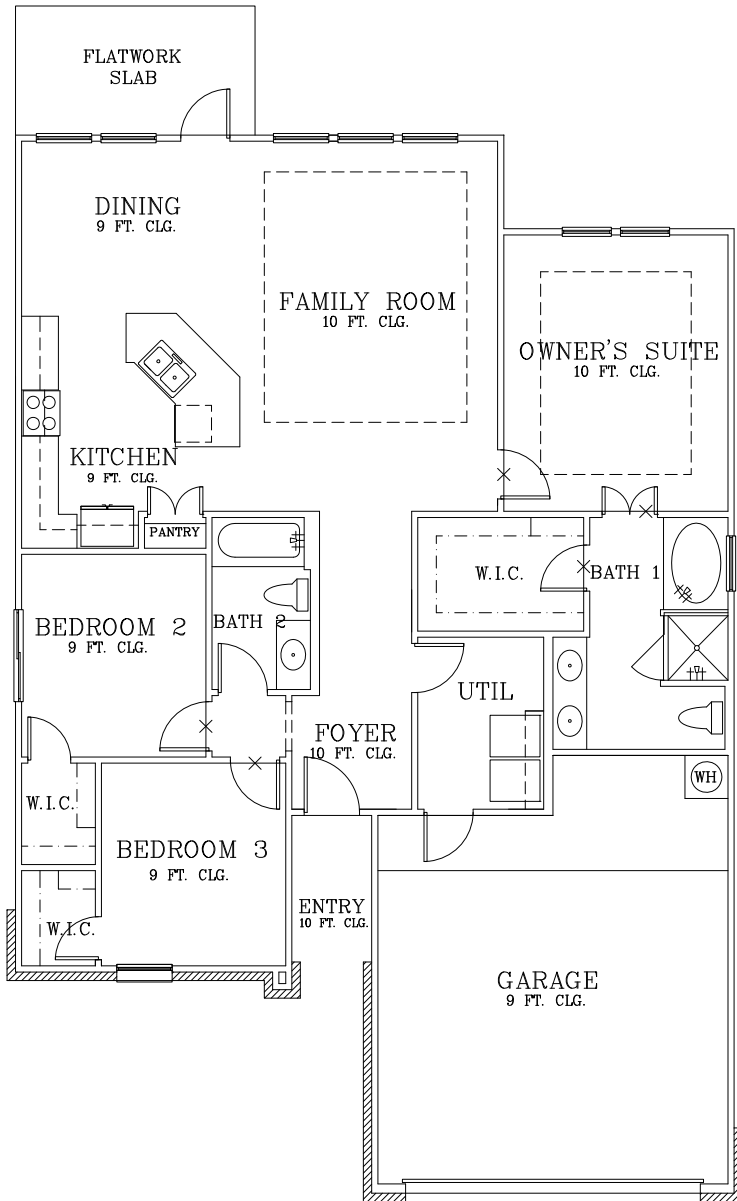 FLATWORK
SLAB
DINING
9 FT. CLG.
FAMILY ROOM
10 FT. CLG.
OWNER'S SUITE
10 FT. CLG.
KITCHEN
9 FT. CLG.
PANTRY
W.I.C.
BATH 1
BEDROOM 2
9 FT. CLG.
BATH 2
UTIL
FOYER
10 FT. CLG.
WH
W.I.C.
BEDROOM 3
9 FT. CLG.
W.I.C.
ENTRY
10 FT. CLG.
GARAGE
9 FT. CLG.